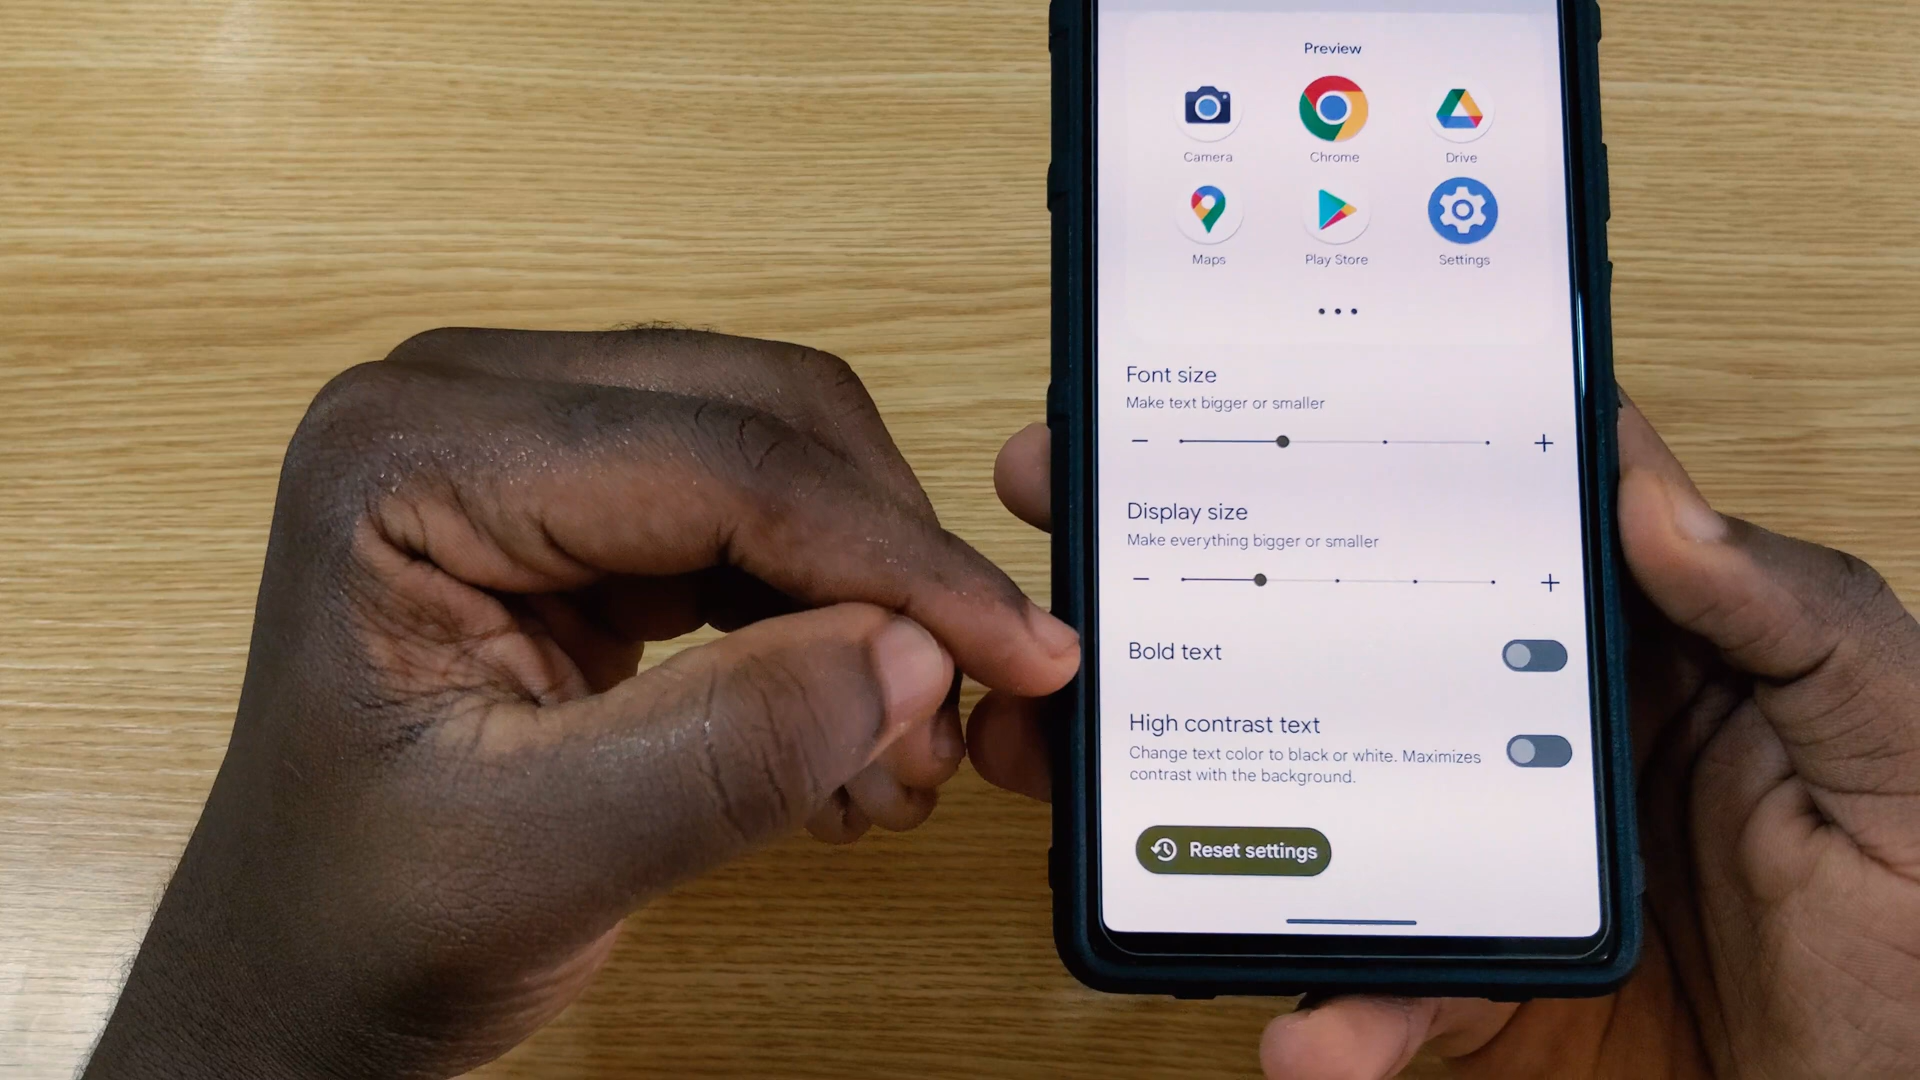 Preview
Camera Chrome Drive
Maps Play Store Settings
Font size
Make text bigger or smaller
Display size
Make everything bigger or smaller
Bold text
High contrast text
Change text color to black or white. Maximizes
contrast with the background.
Reset settings